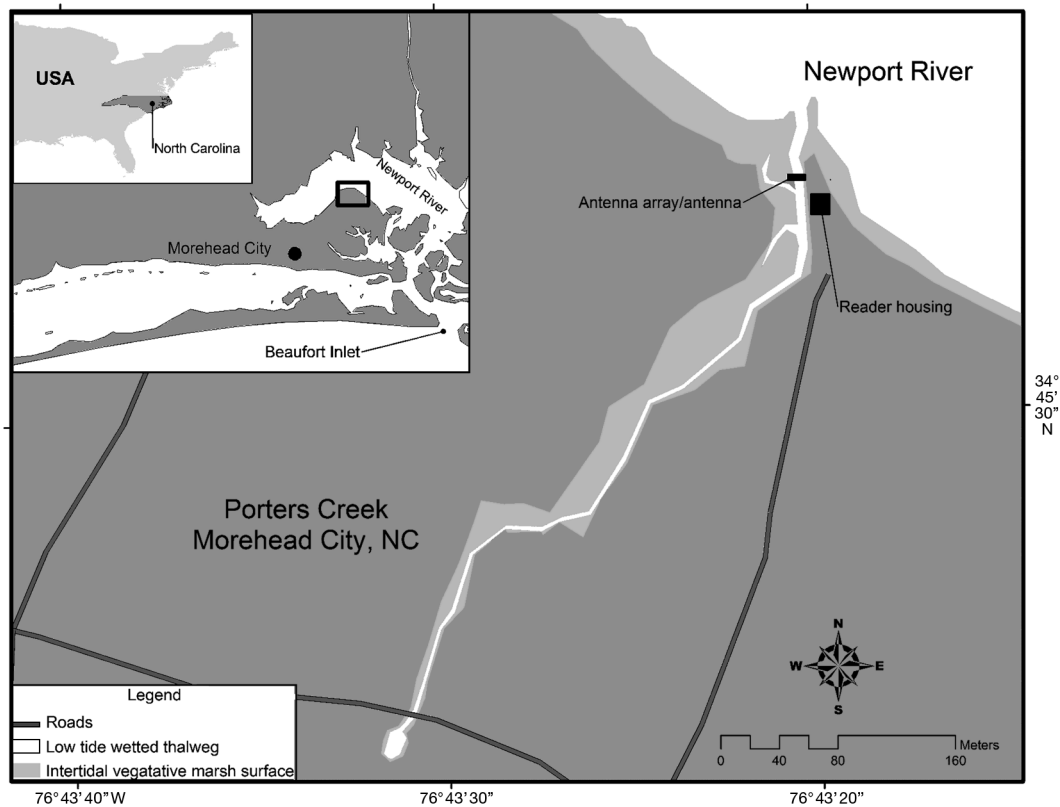 USA
North Carolina
Newport River
Morehead City
Beaufort Inlet
Newport River
Antenna array/antenna
Reader housing
34°
45'
30”
N
Porters Creek
Morehead City, NC
N
W
E
S
Legend
Roads
Low tide wetted thalweg
Intertidal vegatative marsh surface
Meters
0 40 80 160
76°43'40”W 76°43'30” 76°43'20”